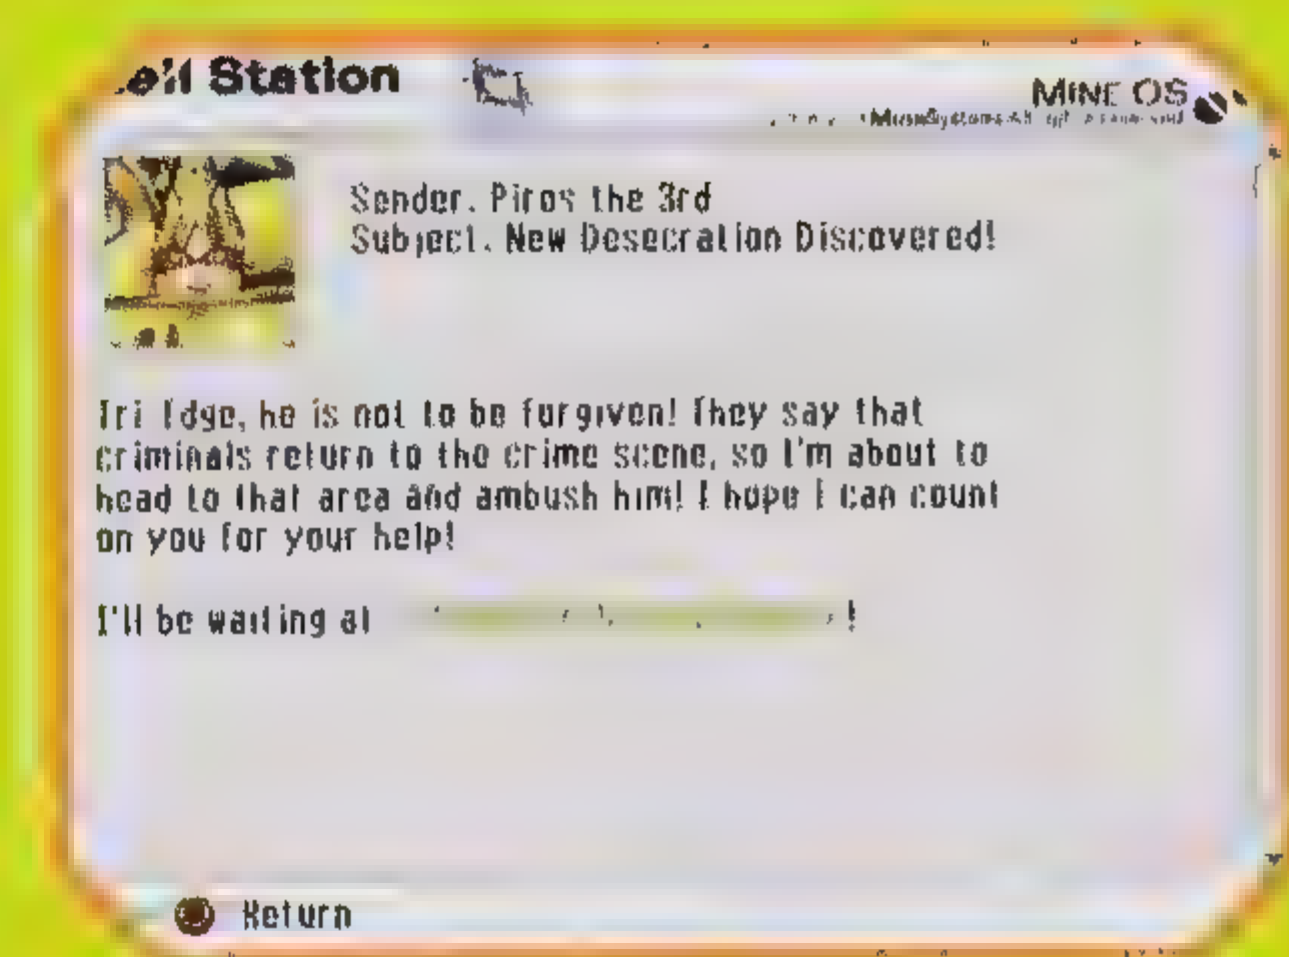 Station
MINE OS
Sender. Piros the 3rd
Subject. New Desecration Discovered!
Tri Edge, he is not to be forgiven! They say that
criminals return to the crime scene, so I'm about to
head to that area and ambush him! I hope I can count
on you for your help!
I'll be waiting at !
Return